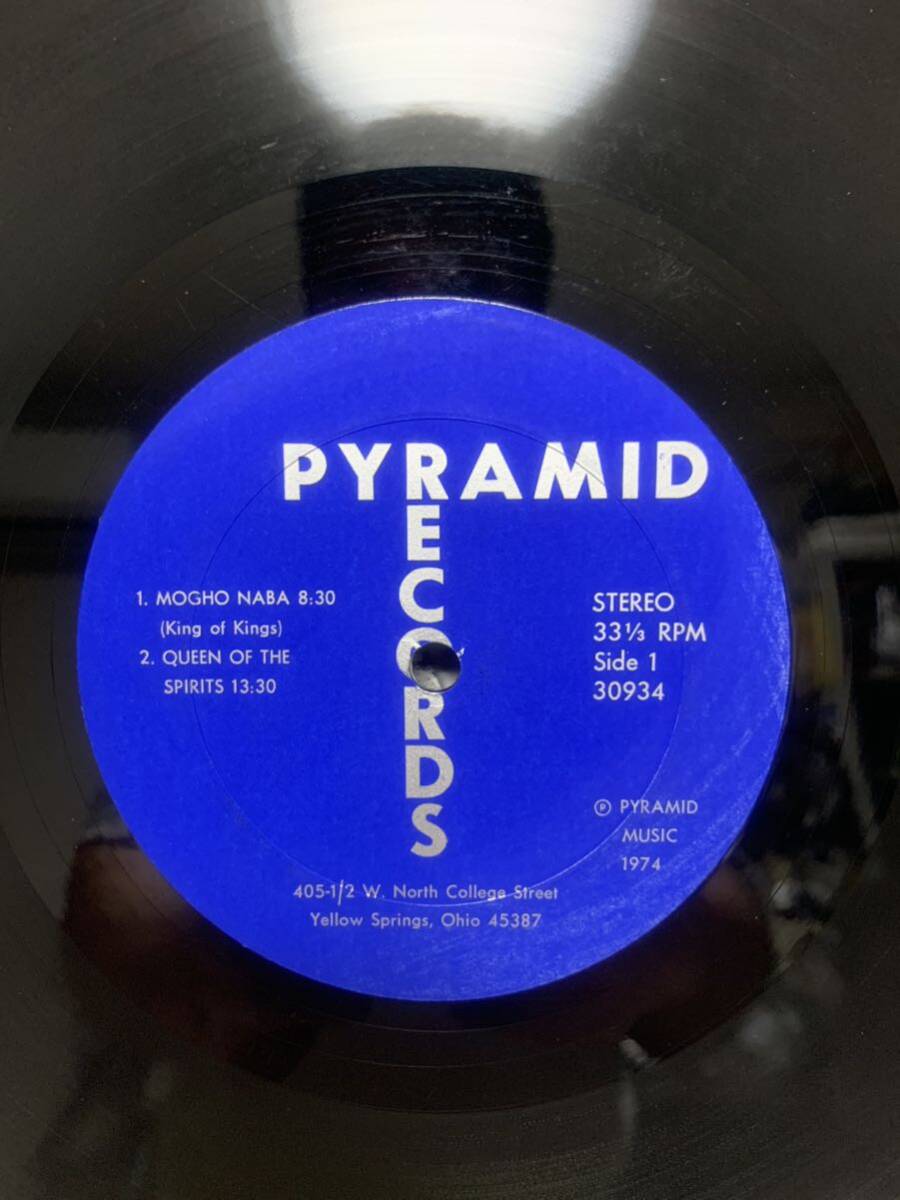 PYRAMID
RECORDS
1. MOGHO NABA 8:30
(King of Kings)
2. QUEEN OF THE
SPIRITS 13:30
STEREO
33⅓ RPM
Side 1
30934
Ⓟ PYRAMID
MUSIC
1974
405-1/2 W. North College Street
Yellow Springs, Ohio 45387